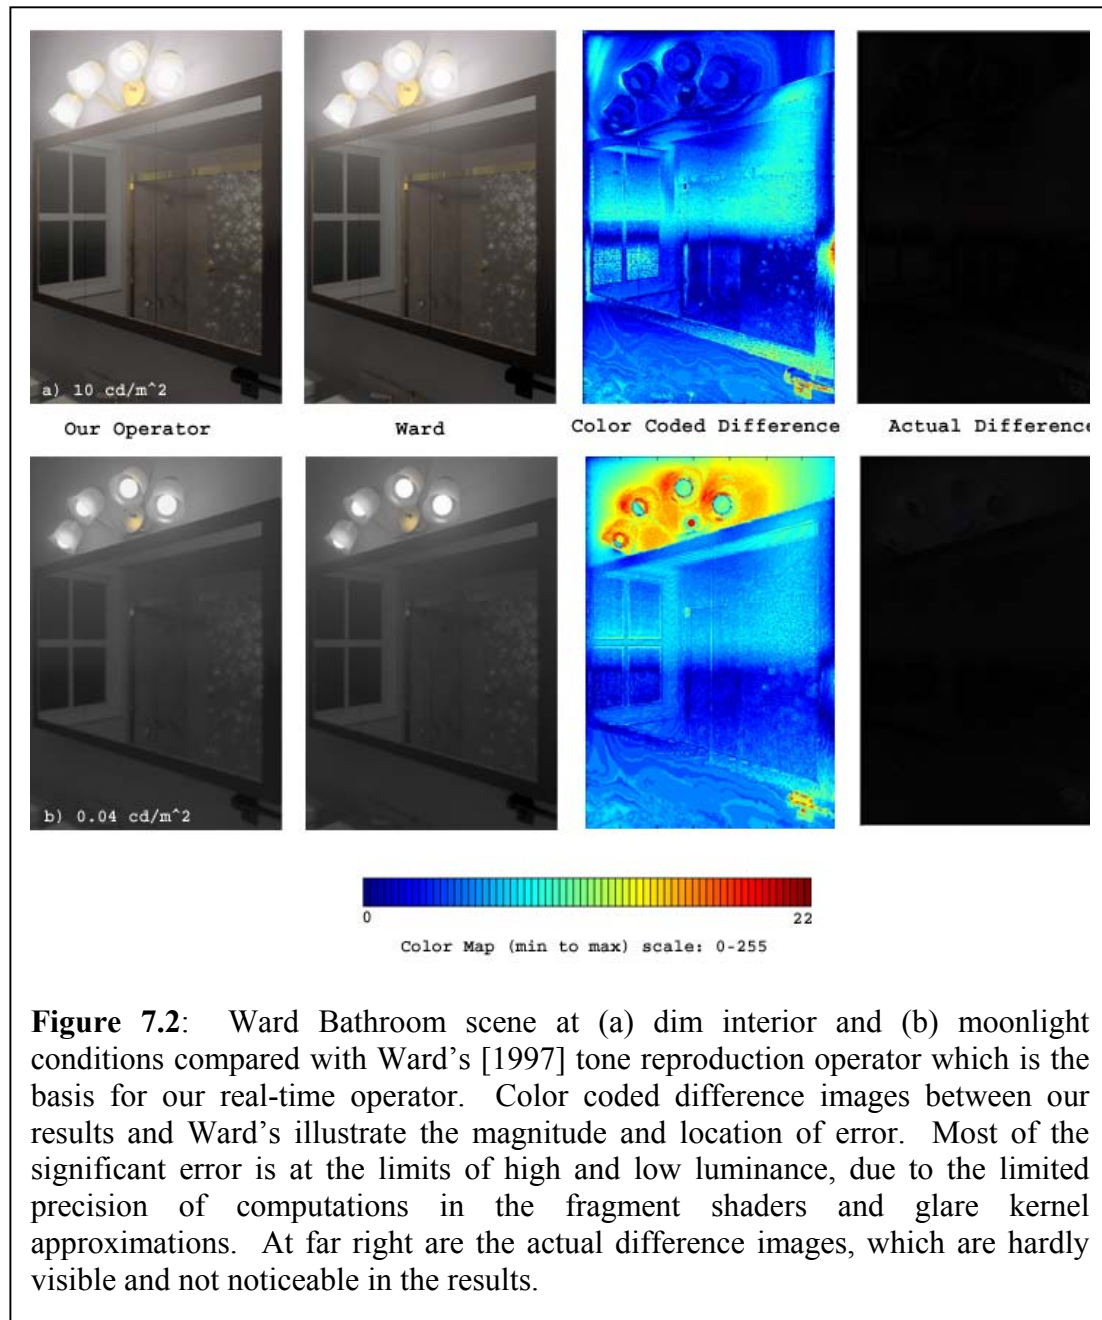 a) 10 cd/m^2
Our Operator
Ward
Color Coded Difference
Actual Difference
b) 0.04 cd/m^2
0
22
Color Map (min to max) scale: 0-255
Figure 7.2: Ward Bathroom scene at (a) dim interior and (b) moonlight
conditions compared with Ward's [1997] tone reproduction operator which is the
basis for our real-time operator. Color coded difference images between our
results and Ward's illustrate the magnitude and location of error. Most of the
significant error is at the limits of high and low luminance, due to the limited
precision of computations in the fragment shaders and glare kernel
approximations. At far right are the actual difference images, which are hardly
visible and not noticeable in the results.